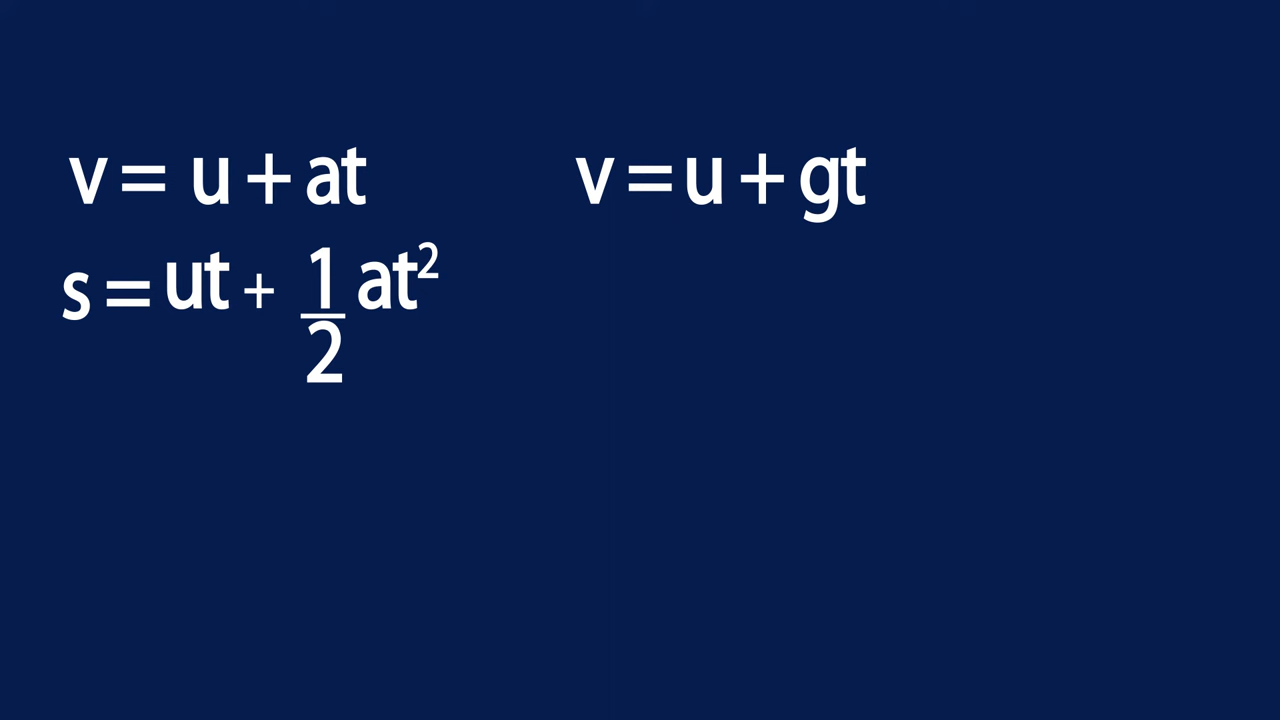 v = u + at
v = u + gt
s = ut + 1/2 at²